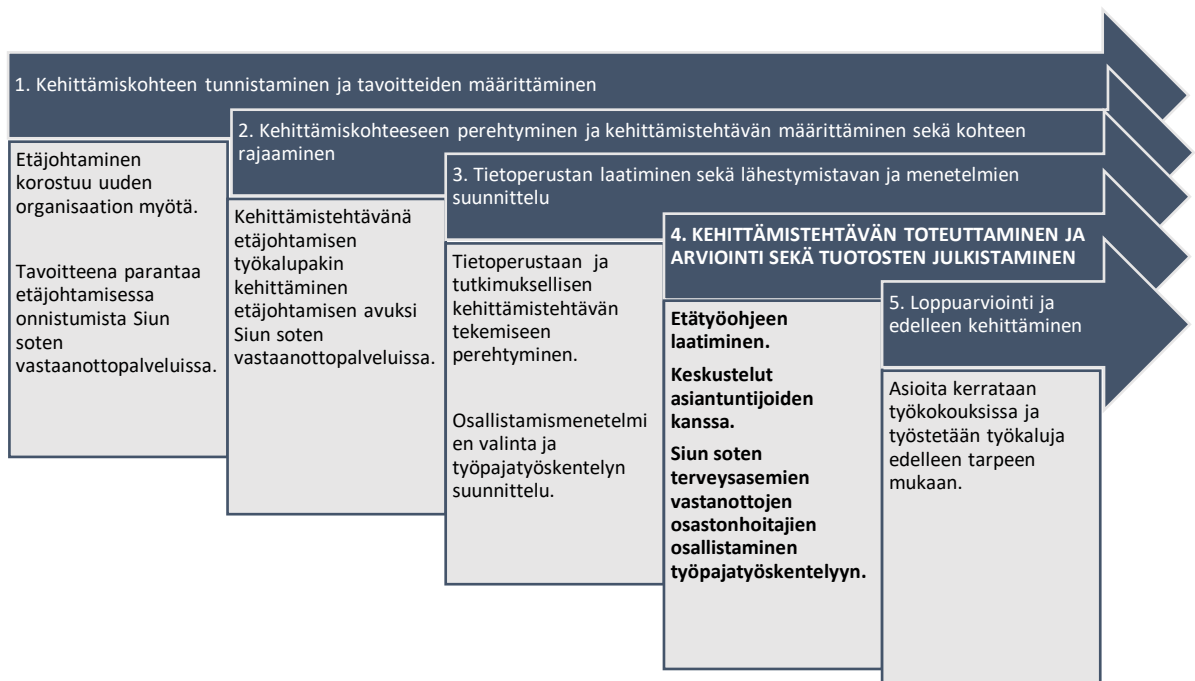 1. Kehittämiskohteen tunnistaminen ja tavoitteiden määrittäminen
Etäjohtaminen
korostuu uuden
organisaation myötä.
Tavoitteena parantaa
etäjohtamisessa
onnistumista Siun
soten
vastaanottopalveluissa.
2. Kehittämiskohteeseen perehtyminen ja kehittämistehtävän määrittäminen sekä kohteen
rajaaminen
Kehittämistehtävänä
etäjohtamisen
työkalupakin
kehittäminen
etäjohtamisen avuksi
Siun soten
vastaanottopalveluissa.
3. Tietoperustan laatiminen sekä lähestymistavan ja menetelmien
suunnittelu
Tietoperustaan ja
tutkimuksellisen
kehittämistehtävän
tekemiseen
perehtyminen.
Osallistamismenetelmi
en valinta ja
työpajatyöskentelyn
suunnittelu.
4. KEHITTÄMISTEHTÄVÄN TOTEUTTAMINEN JA
ARVIOINTI SEKÄ TUOTOSTEN JULKISTAMINEN
Etätyöohjeen
laatiminen.
Keskustelut
asiantuntijoiden
kanssa.
Siun soten
terveysasemien
vastanottojen
osastonhoitajien
osallistaminen
työpajatyöskentelyyn.
5. Loppuarviointi ja
edelleen kehittäminen
Asioita kerrataan
työkokouksissa ja
työstetään työkaluja
edelleen tarpeen
mukaan.